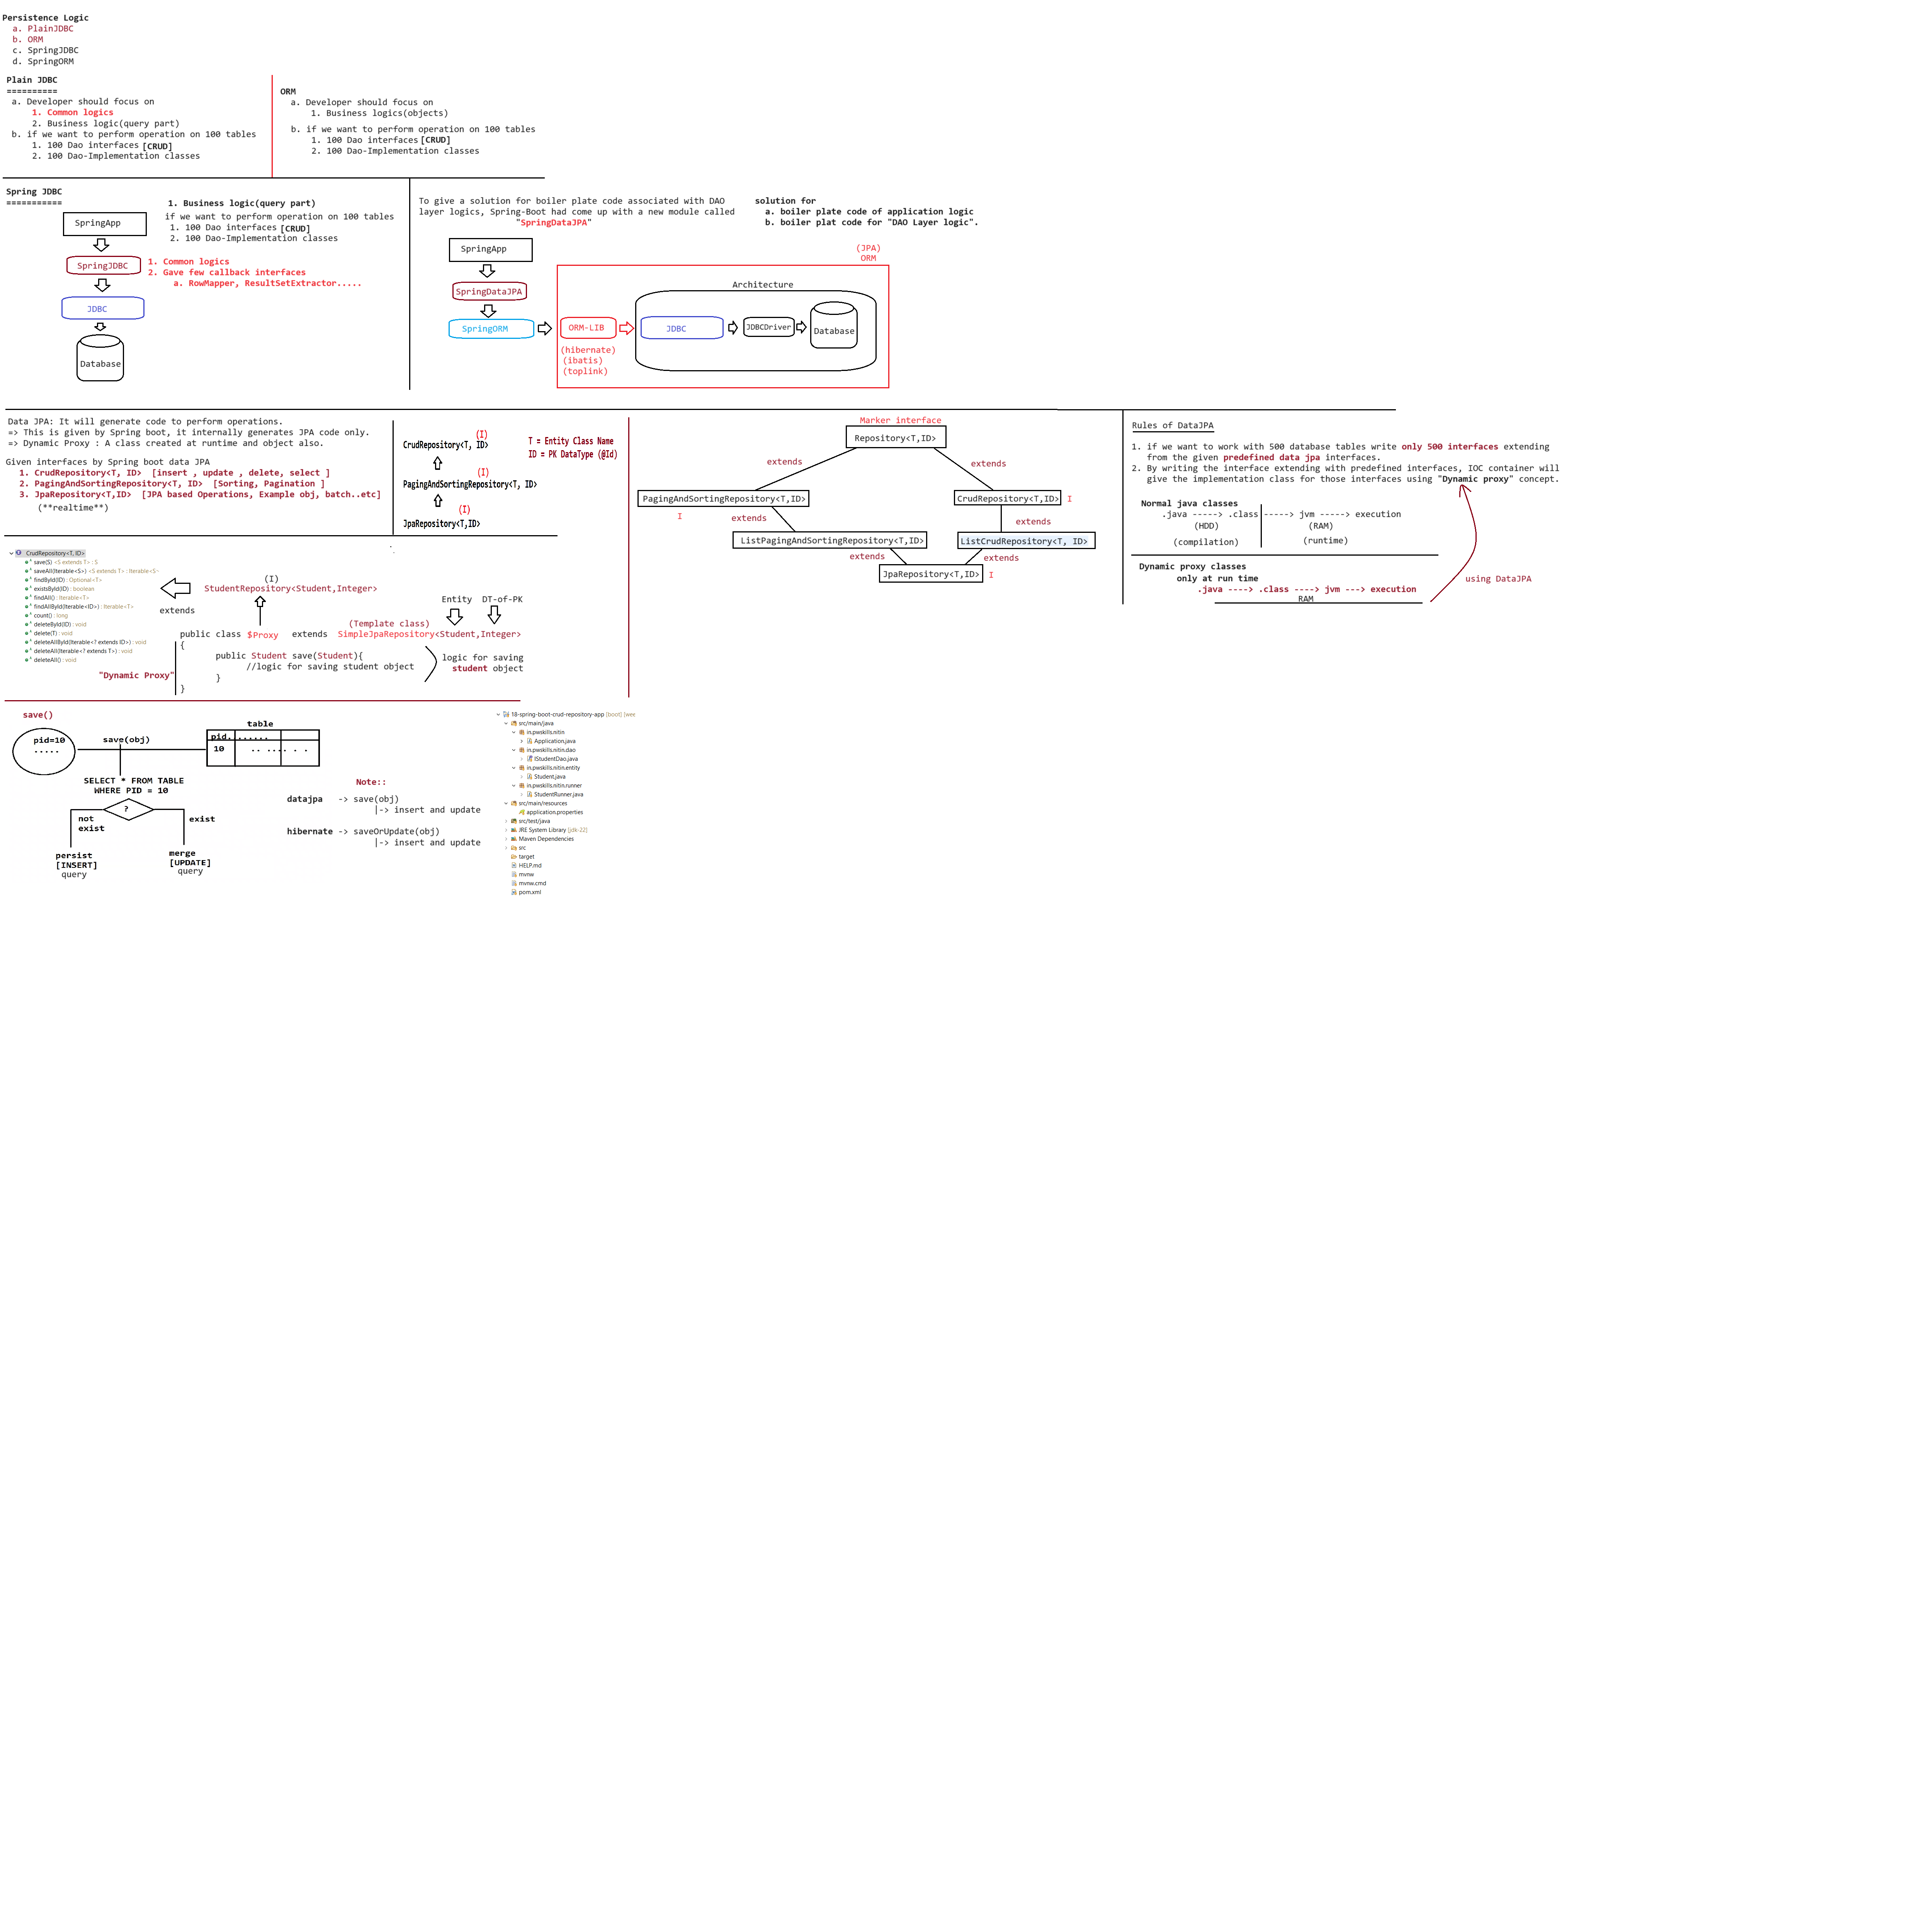 Persistence Logic
a. PlainJDBC
b. ORM
c. SpringJDBC
d. SpringORM
Plain JDBC
==========
a. Developer should focus on
1. Common logics
2. Business logic(query part)
b. if we want to perform operation on 100 tables
1. 100 Dao interfaces [CRUD]
2. 100 Dao-Implementation classes
ORM
a. Developer should focus on
1. Business logics(objects)
b. if we want to perform operation on 100 tables
1. 100 Dao interfaces [CRUD]
2. 100 Dao-Implementation classes
Spring JDBC
===========
SpringApp
SpringJDBC
JDBC
Database
1. Business logic(query part)
if we want to perform operation on 100 tables
1. 100 Dao interfaces [CRUD]
2. 100 Dao-Implementation classes
1. Common logics
2. Gave few callback interfaces
a. RowMapper, ResultSetExtractor.....
To give a solution for boiler plate code associated with DAO
layer logics, Spring-Boot had come up with a new module called
"SpringDataJPA"
solution for
a. boiler plate code of application logic
b. boiler plat code for "DAO Layer logic".
SpringApp
SpringDataJPA
SpringORM
(JPA)
ORM
Architecture
ORM-LIB
JDBC
JDBCDriver
Database
(hibernate)
(ibatis)
(toplink)
Data JPA: It will generate code to perform operations.
=> This is given by Spring boot, it internally generates JPA code only.
=> Dynamic Proxy : A class created at runtime and object also.
Given interfaces by Spring boot data JPA
1. CrudRepository<T, ID> [insert , update , delete, select ]
2. PagingAndSortingRepository<T, ID> [Sorting, Pagination ]
3. JpaRepository<T,ID> [JPA based Operations, Example obj, batch..etc]
(**realtime**)
(I)
CrudRepository<T, ID>
(I)
PagingAndSortingRepository<T, ID>
(I)
JpaRepository<T,ID>
T = Entity Class Name
ID = PK DataType (@Id)
Marker interface
Repository<T,ID>
extends
extends
PagingAndSortingRepository<T,ID>
I
CrudRepository<T,ID>
I
extends
extends
ListPagingAndSortingRepository<T,ID>
ListCrudRepository<T, ID>
extends
extends
JpaRepository<T,ID>
I
Rules of DataJPA
1. if we want to work with 500 database tables write only 500 interfaces extending
from the given predefined data jpa interfaces.
2. By writing the interface extending with predefined interfaces, IOC container will
give the implementation class for those interfaces using "Dynamic proxy" concept.
Normal java classes
.java -----> .class -----> jvm -----> execution
(HDD) (RAM)
(compilation) (runtime)
Dynamic proxy classes
only at run time
.java ----> .class ----> jvm ---> execution
RAM
using DataJPA
CrudRepository<T, ID>
save(S) <S extends T> : S
saveAll(Iterable<S>) <S extends T> : Iterable<S>
findById(ID) : Optional<T>
existsById(ID) : boolean
findAll() : Iterable<T>
findAllById(Iterable<ID>) : Iterable<T>
count() : long
deleteById(ID) : void
delete(T) : void
deleteAllById(Iterable<? extends ID>) : void
deleteAll(Iterable<? extends T>) : void
deleteAll() : void
extends
(I)
StudentRepository<Student,Integer>
Entity DT-of-PK
(Template class)
public class $Proxy extends SimpleJpaRepository<Student,Integer>
{
public Student save(Student){
//logic for saving student object
}
}
"Dynamic Proxy"
logic for saving
student object
save()
pid=10
.....
save(obj)
table
pid. ......
10 .. .... . .
SELECT * FROM TABLE
WHERE PID = 10
?
not
exist
exist
persist
[INSERT]
query
merge
[UPDATE]
query
Note::
datajpa -> save(obj)
|-> insert and update
hibernate -> saveOrUpdate(obj)
|-> insert and update
18-spring-boot-crud-repository-app [boot] [wee
src/main/java
in.pwskills.nitin
Application.java
in.pwskills.nitin.dao
IStudentDao.java
in.pwskills.nitin.entity
Student.java
in.pwskills.nitin.runner
StudentRunner.java
src/main/resources
application.properties
src/test/java
JRE System Library [jdk-22]
Maven Dependencies
src
target
HELP.md
mvnw
mvnw.cmd
pom.xml